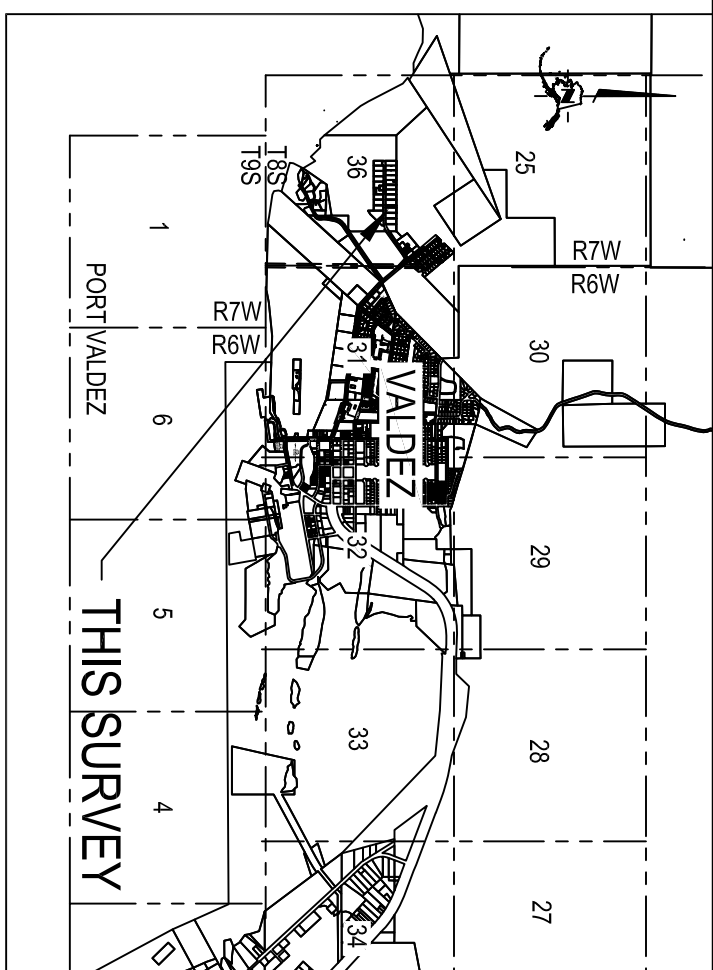 N
25
30
29
28
27
R7W
R6W
36
31
32
33
34
VALDEZ
T8S
T9S
R7W
R6W
1
6
5
4
PORT VALDEZ
THIS SURVEY